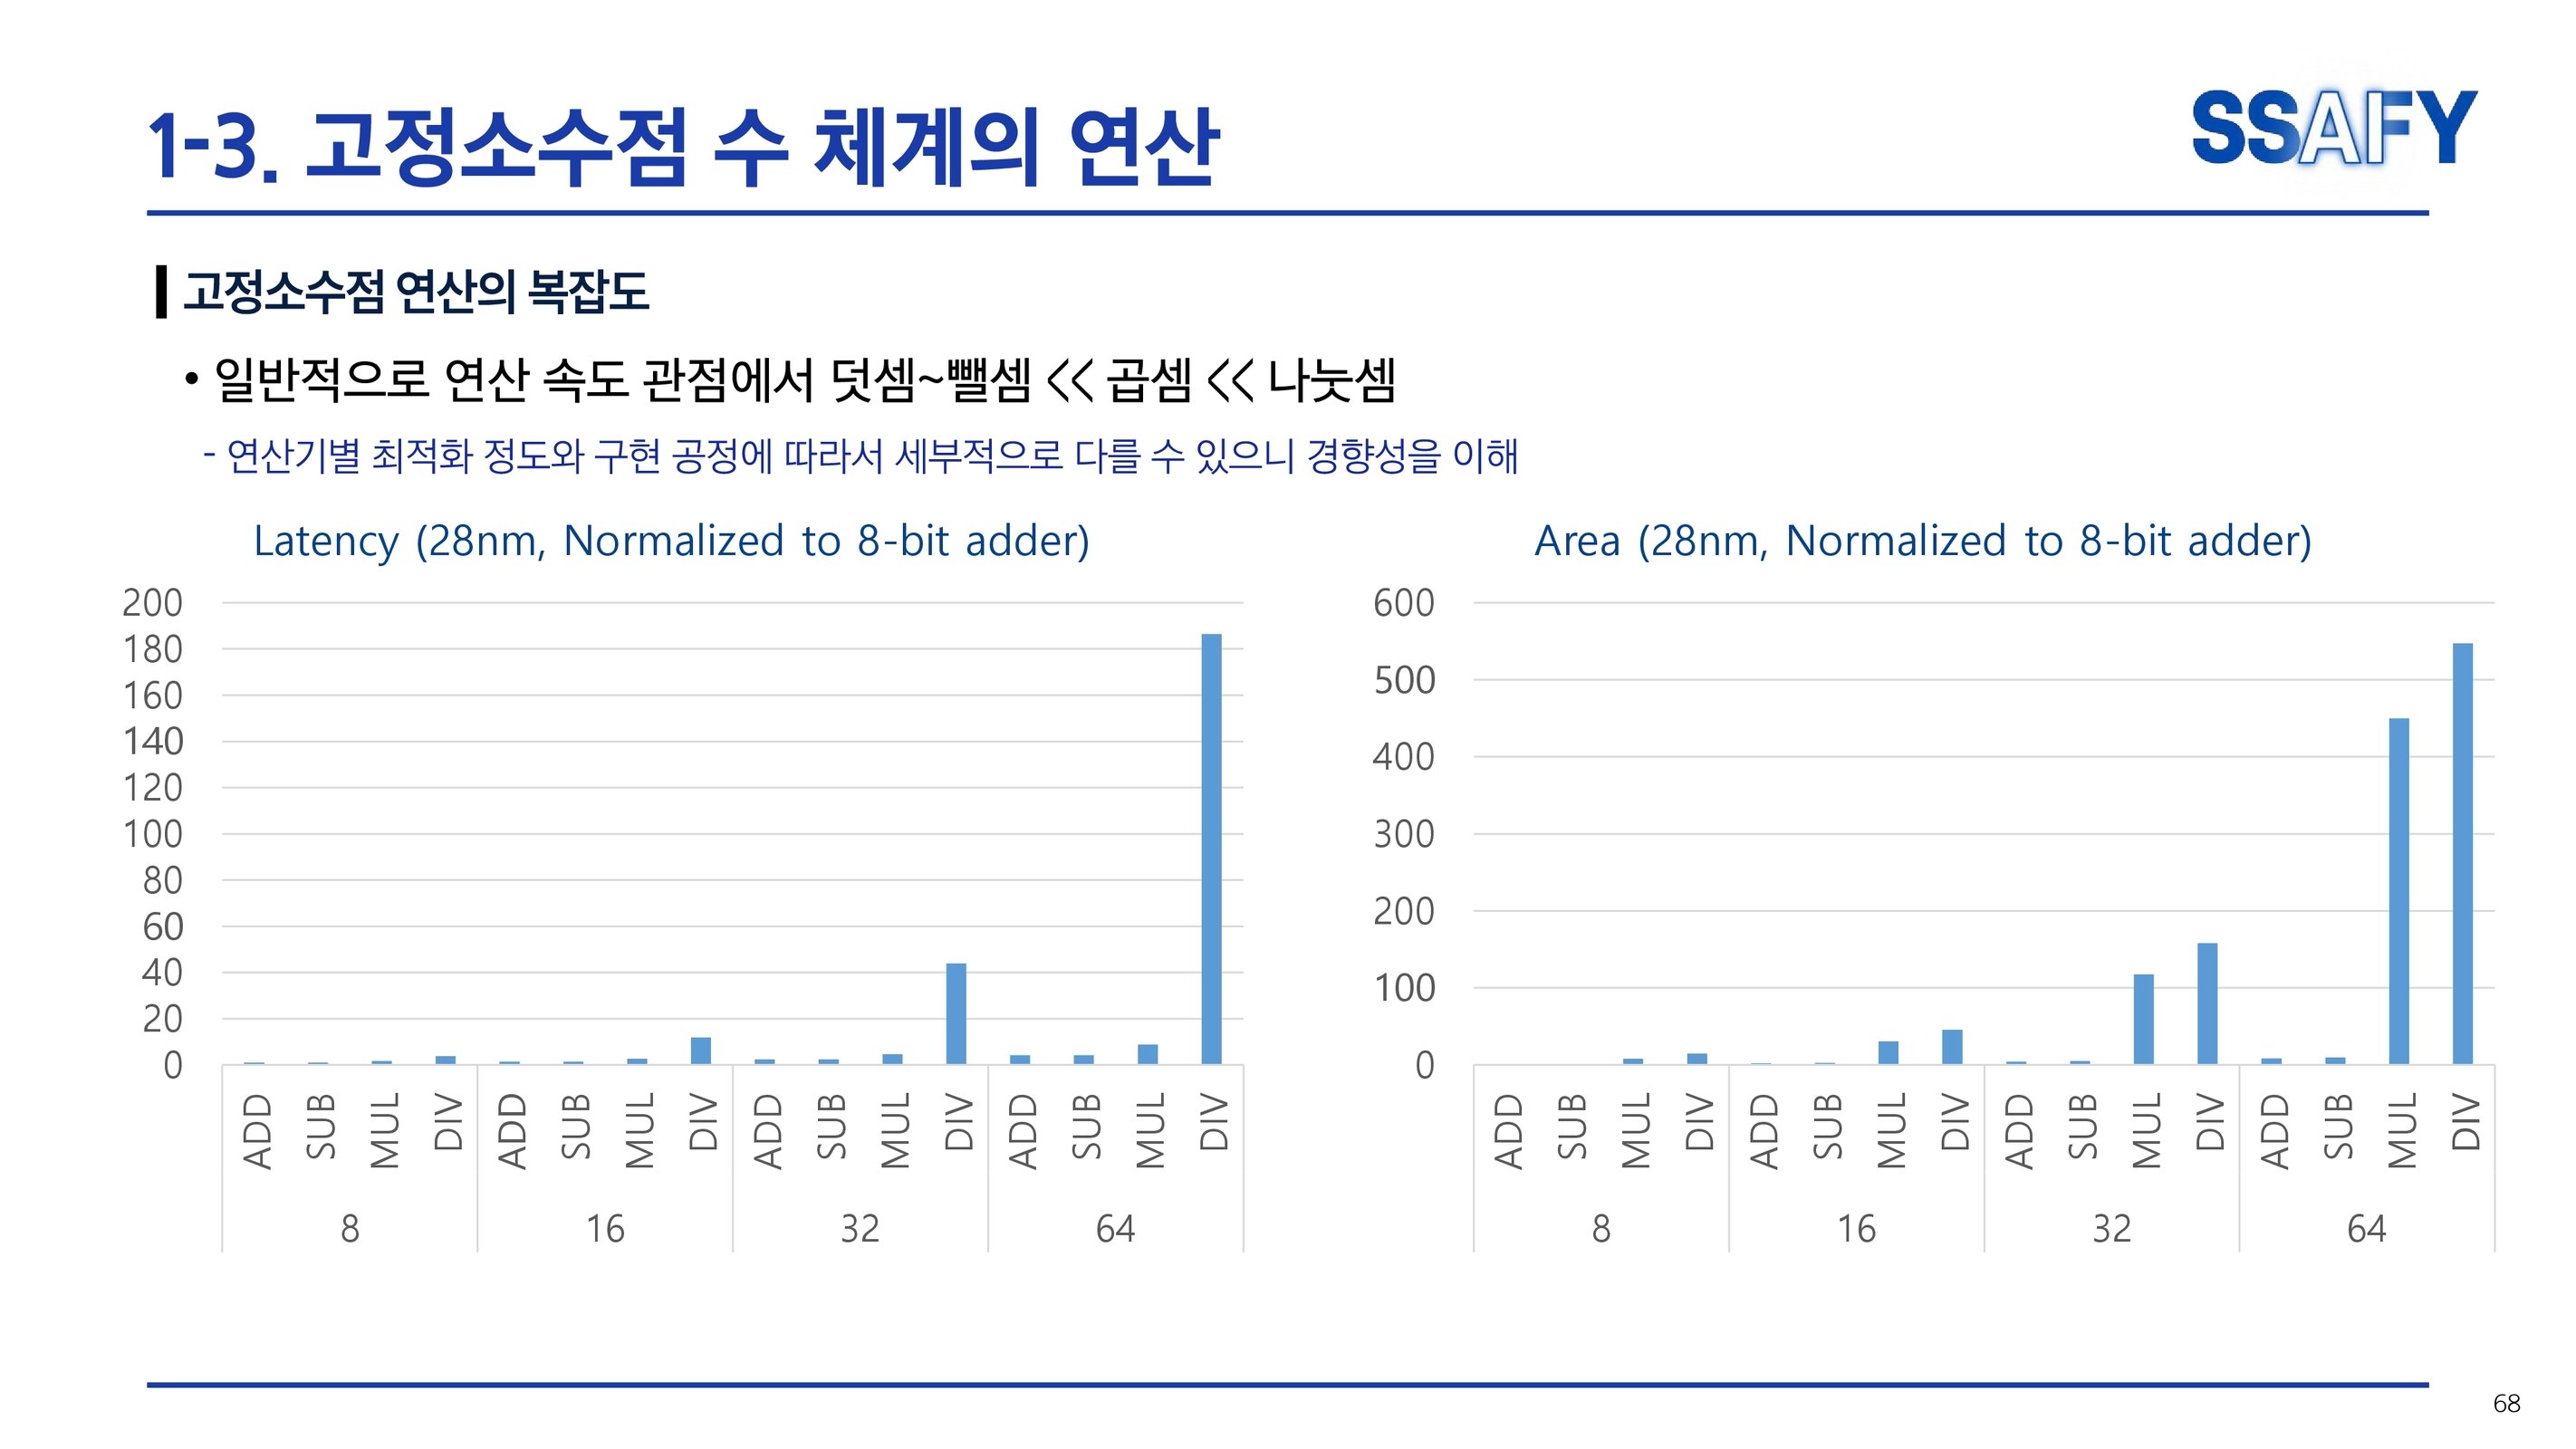 1-3. 고정소수점 수 체계의 연산
SSAFY
고정소수점 연산의 복잡도
• 일반적으로 연산 속도 관점에서 덧셈~뺄셈 << 곱셈 << 나눗셈
- 연산기별 최적화 정도와 구현 공정에 따라서 세부적으로 다를 수 있으니 경향성을 이해
Latency (28nm, Normalized to 8-bit adder)
200
180
160
140
120
100
80
60
40
20
0
ADD SUB MUL DIV ADD SUB MUL DIV ADD SUB MUL DIV ADD SUB MUL DIV
8 16 32 64
Area (28nm, Normalized to 8-bit adder)
600
500
400
300
200
100
0
ADD SUB MUL DIV ADD SUB MUL DIV ADD SUB MUL DIV ADD SUB MUL DIV
8 16 32 64
68